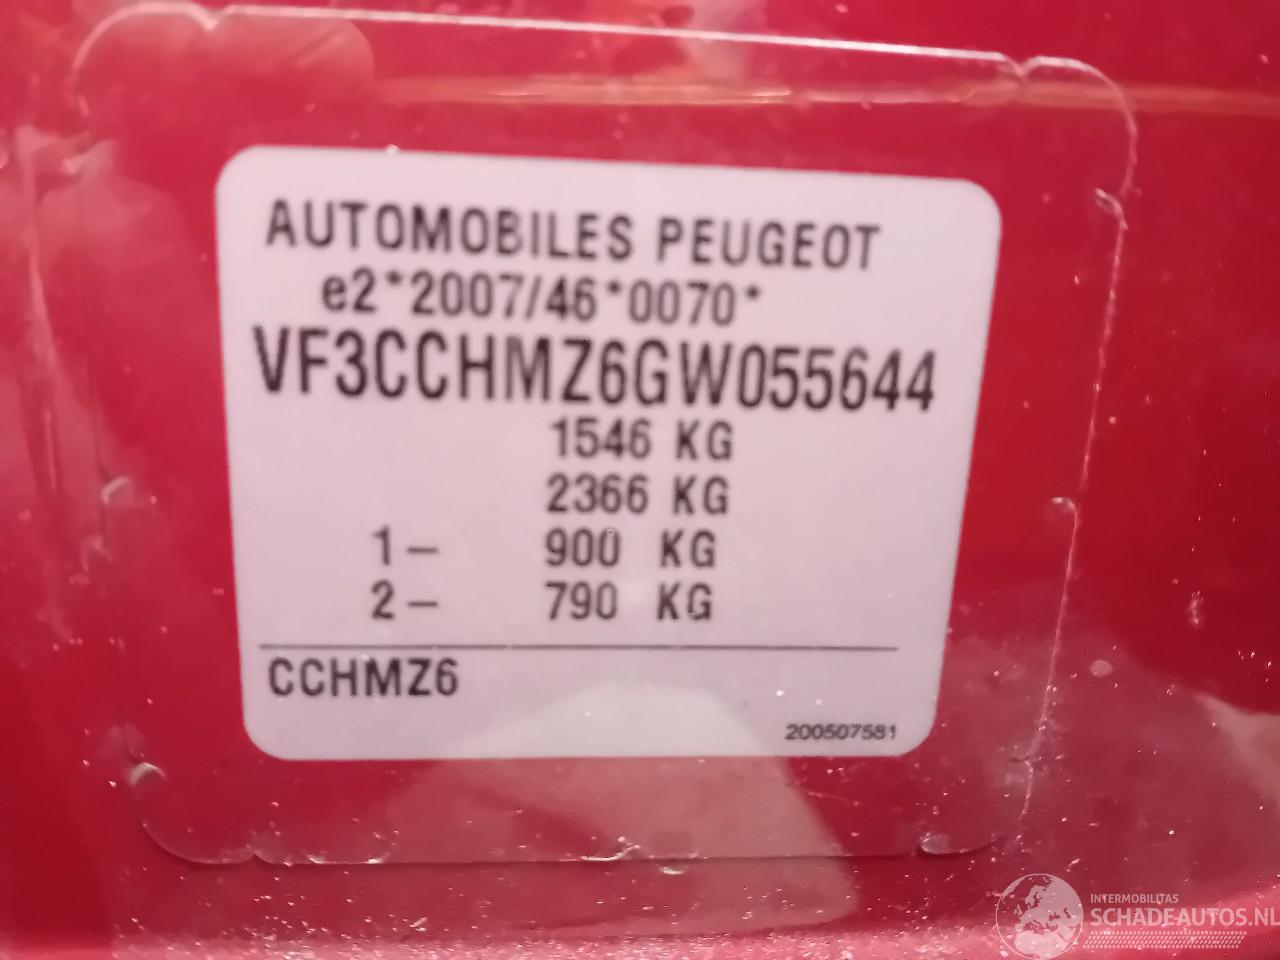 AUTOMOBILES PEUGEOT
e2*2007/46*0070*
VF3CCHMZ6GW055644
1546 KG
2366 KG
1- 900 KG
2- 790 KG
CCHMZ6
200507581
INTERMOBILITAS
SCHADEAUTOS.NL